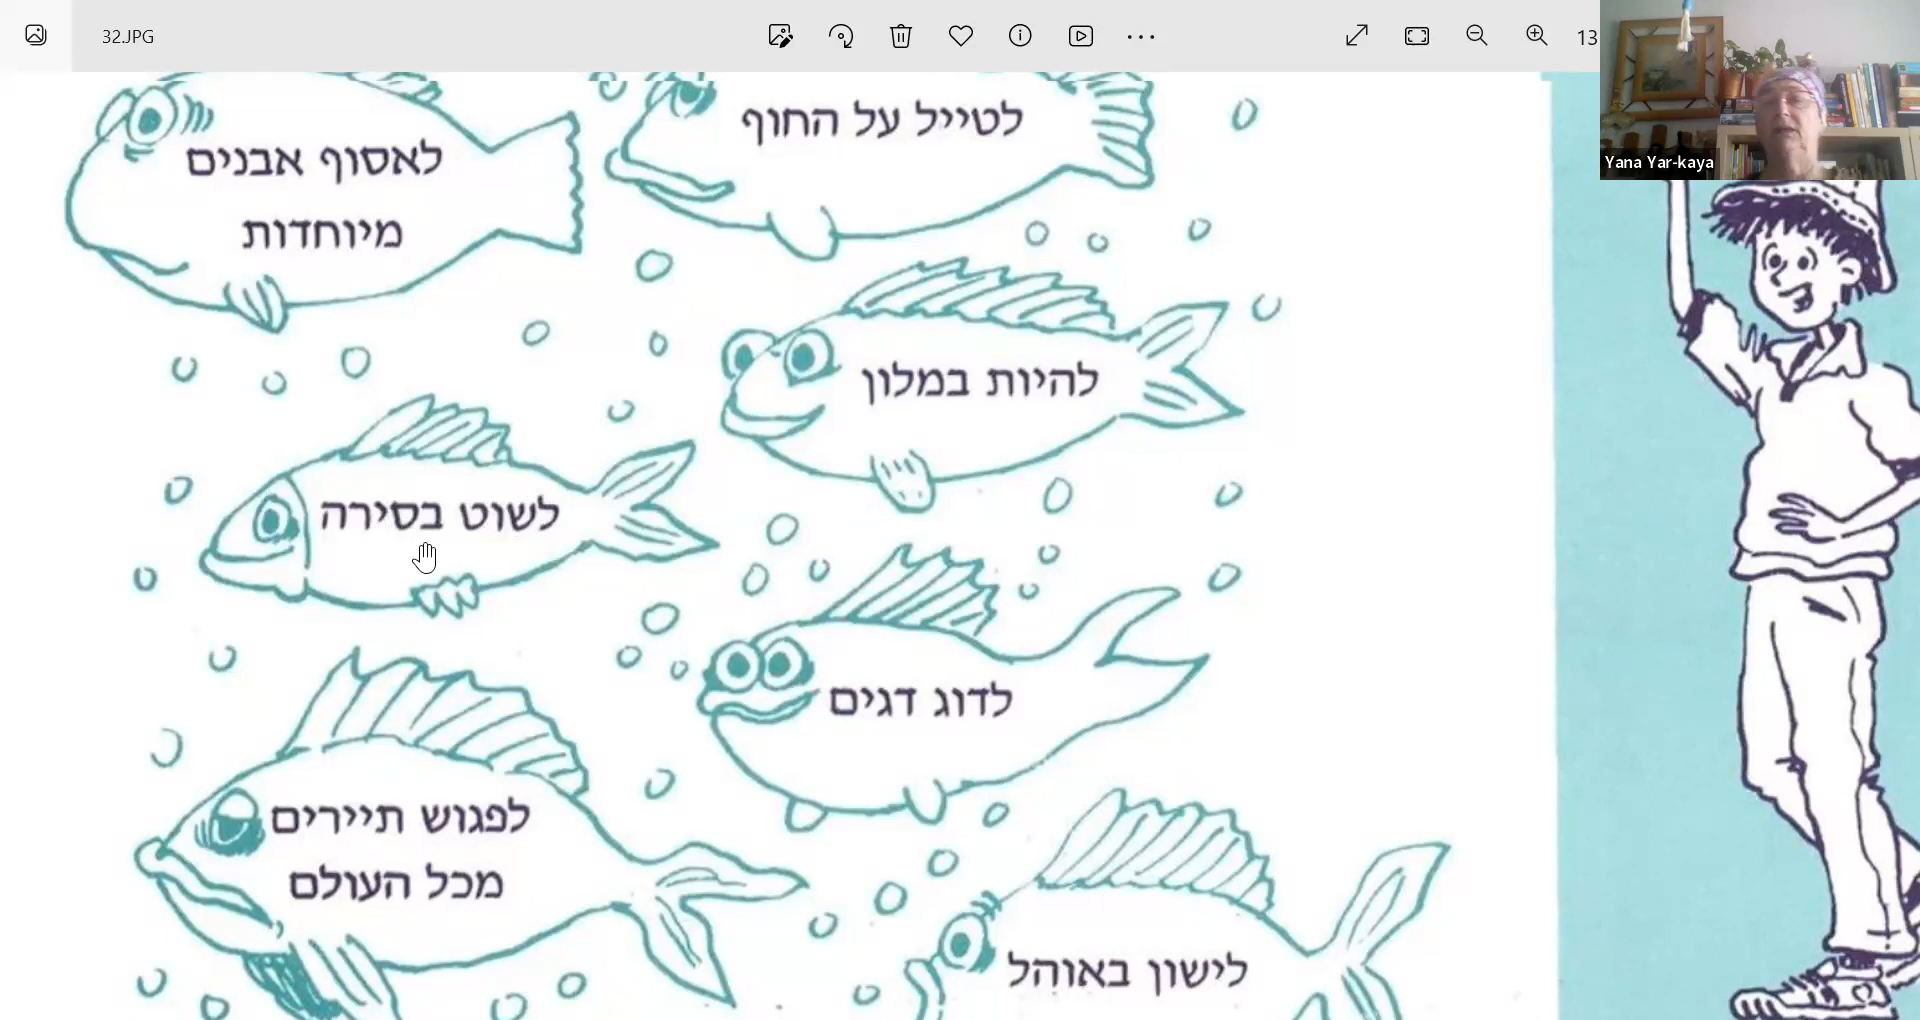 32.JPG
13
Yana Yar-kaya
לטייל על החוף
לאסוף אבנים
מיוחדות
להיות במלון
לשוט בסירה
לדוג דגים
לפגוש תיירים
מכל העולם
לישון באוהל